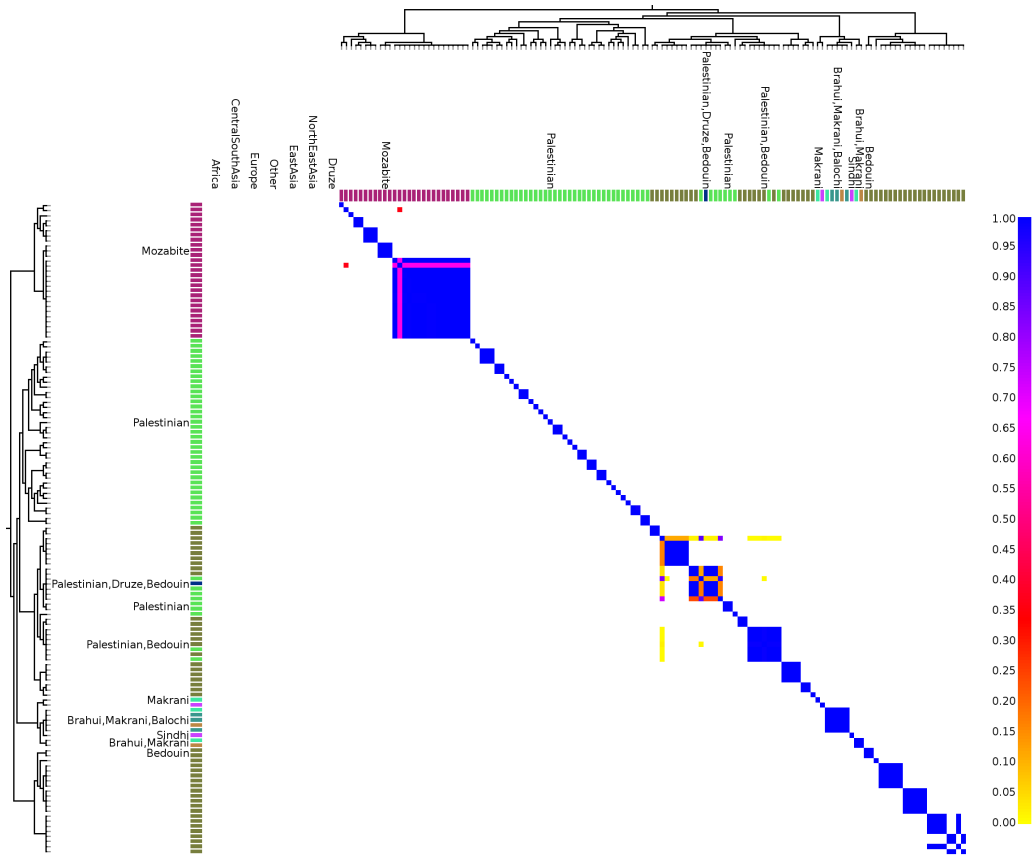 Africa
CentralSouthAsia
Europe
Other
EastAsia
NorthEastAsia
Druze
Mozabite
Palestinian
Palestinian,Druze,Bedouin
Palestinian
Palestinian,Bedouin
Makrani
Brahui,Makrani,Balochi
Sindhi
Brahui,Makrani
Bedouin
Mozabite
Palestinian
Palestinian,Druze,Bedouin
Palestinian
Palestinian,Bedouin
Makrani
Brahui,Makrani,Balochi
Sindhi
Brahui,Makrani
Bedouin
1.00
0.95
0.90
0.85
0.80
0.70
0.65
0.60
0.55
0.50
0.45
0.40
0.35
0.30
0.25
0.20
0.15
0.10
0.05
0.00